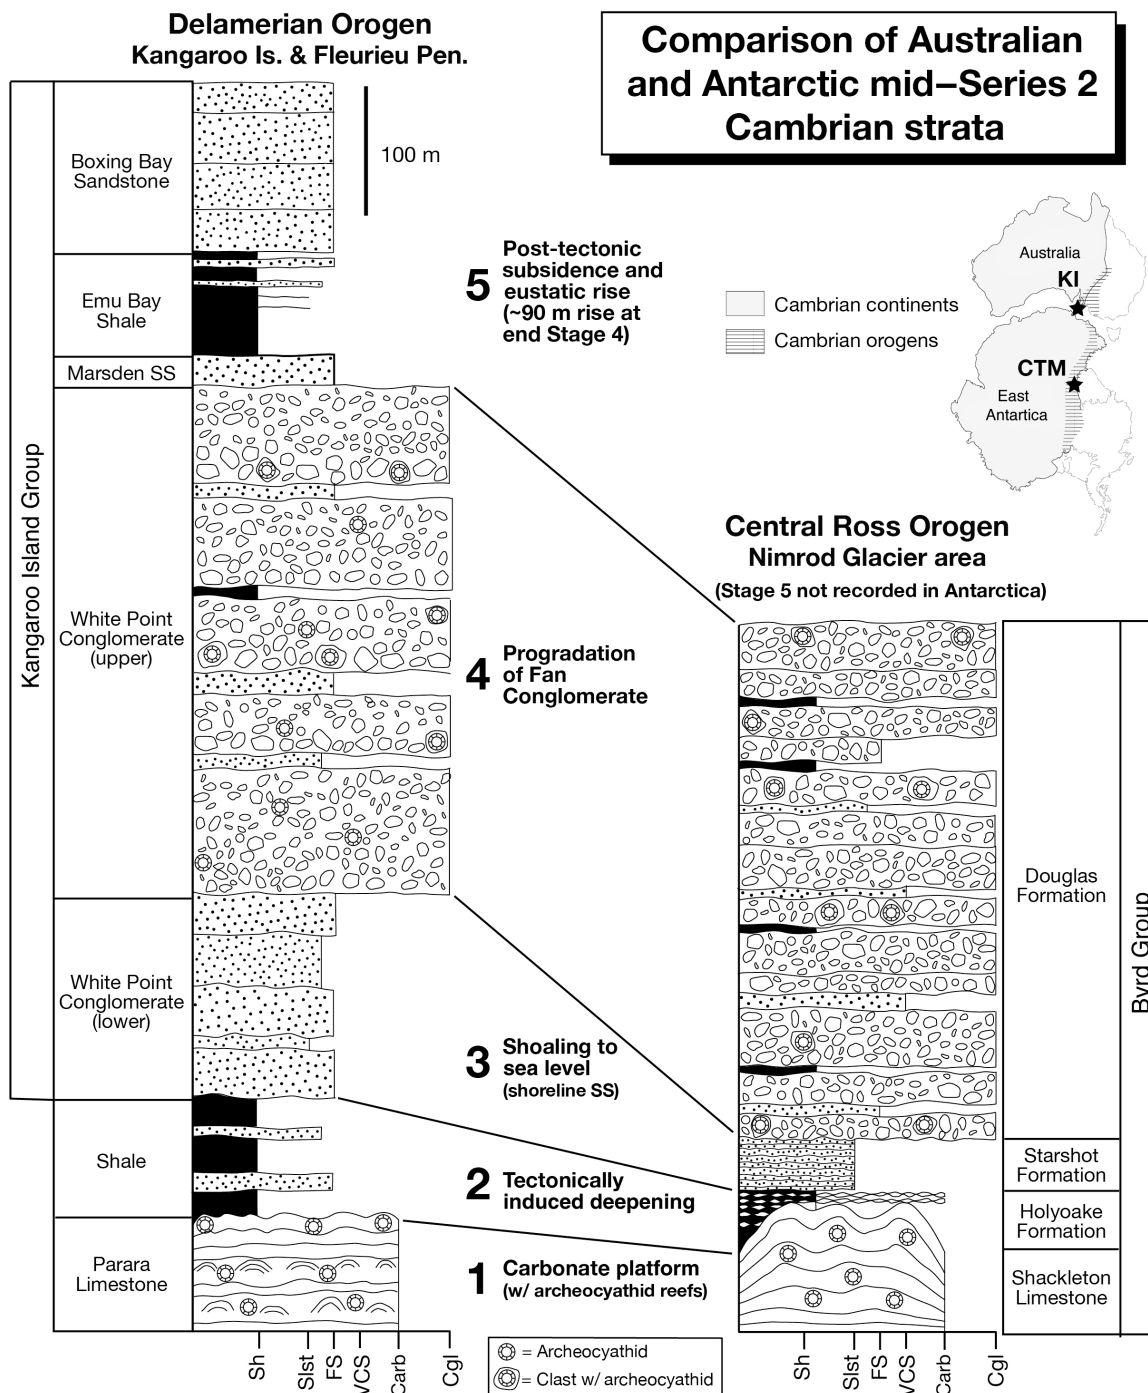 Delamerian Orogen
Kangaroo Is. & Fleurieu Pen.
Comparison of Australian
and Antarctic mid–Series 2
Cambrian strata
100 m
Kangaroo Island Group
Boxing Bay
Sandstone
Emu Bay
Shale
Marsden SS
White Point
Conglomerate
(upper)
White Point
Conglomerate
(lower)
Shale
Parara
Limestone
5
Post-tectonic
subsidence and
eustatic rise
(~90 m rise at
end Stage 4)
4
Progradation
of Fan
Conglomerate
3
Shoaling to
sea level
(shoreline SS)
2
Tectonically
induced deepening
1
Carbonate platform
(w/ archeocyathid reefs)
Cambrian continents
Cambrian orogens
Australia
KI
CTM
East
Antartica
Central Ross Orogen
Nimrod Glacier area
(Stage 5 not recorded in Antarctica)
Douglas
Formation
Starshot
Formation
Holyoake
Formation
Shackleton
Limestone
Byrd Group
Sh
Slst
FS
VCS
Carb
Cgl
= Archeocyathid
= Clast w/ archeocyathid
Sh
Slst
FS
VCS
Carb
Cgl